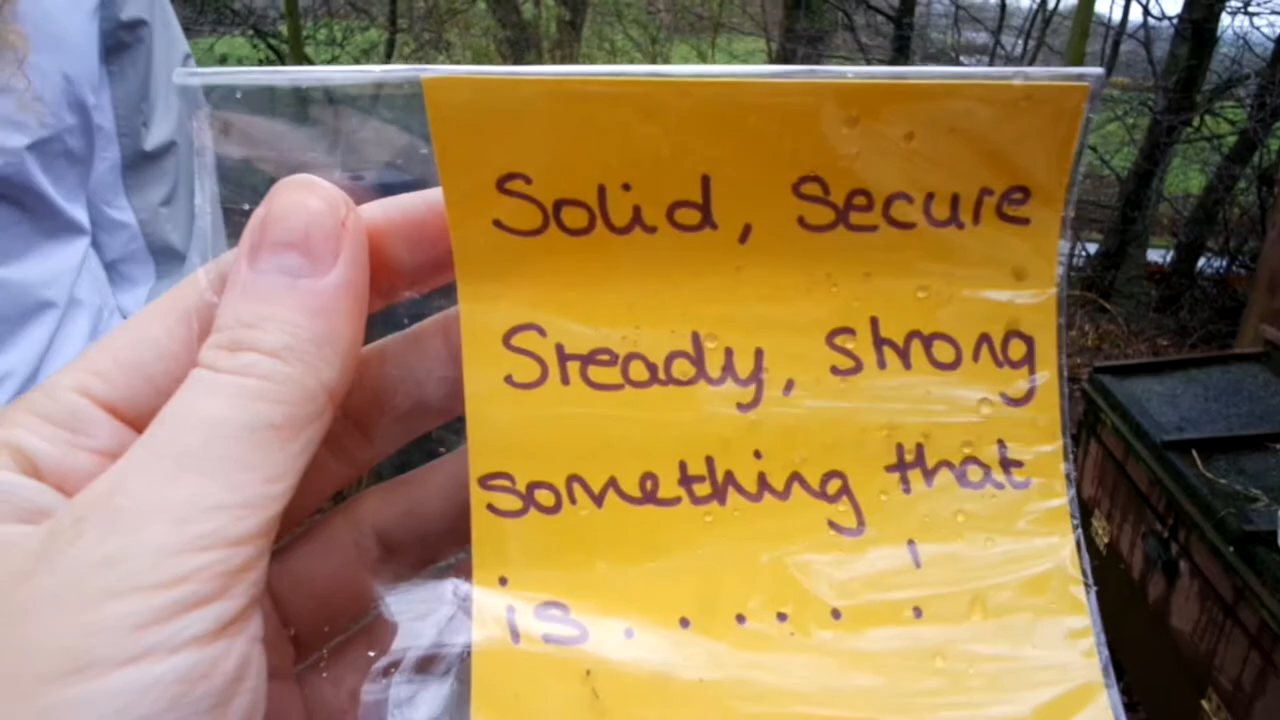 Solid, Secure
Steady, strong
something that
is. . . . . !